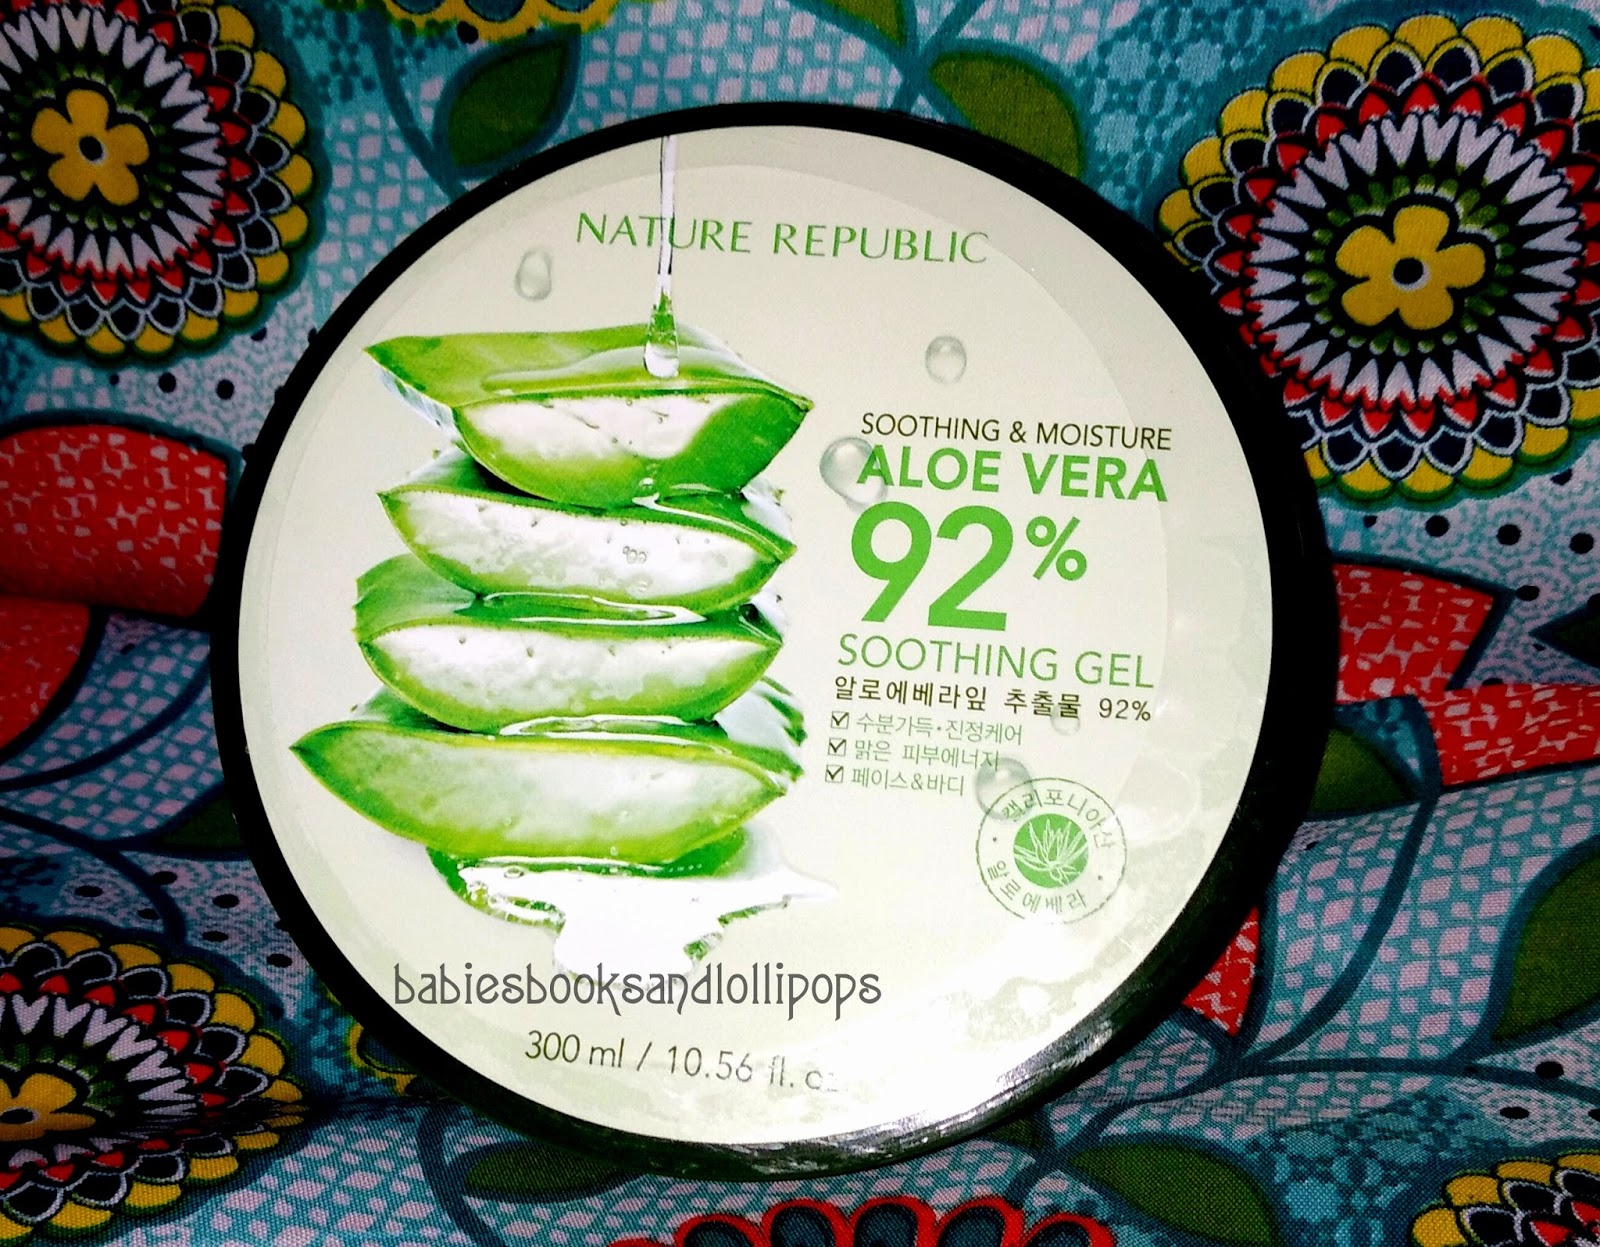 NATURE REPUBLIC
SOOTHING & MOISTURE
ALOE VERA
92%
SOOTHING GEL
알로에베라잎 추출물 92%
수분가득·진정케어
맑은 피부에너지
페이스&바디
캘리포니아산
알로에베라
babiesbooksandlollipops
300 ml / 10.56 fl. oz.